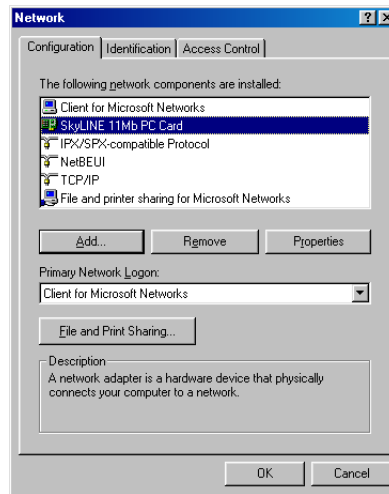 Network
Configuration Identification Access Control
The following network components are installed:
Client for Microsoft Networks
SkyLINE 11Mb PC Card
IPX/SPX-compatible Protocol
NetBEUI
TCP/IP
File and printer sharing for Microsoft Networks
Add... Remove Properties
Primary Network Logon:
Client for Microsoft Networks
File and Print Sharing...
Description
A network adapter is a hardware device that physically
connects your computer to a network.
OK Cancel